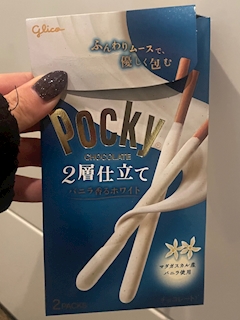 glico
ふんわりムースで、
優しく包む
Pocky
CHOCOLATE
2層仕立て
バニラ香るホワイト
マダガスカル産
バニラ使用
2 PACKS